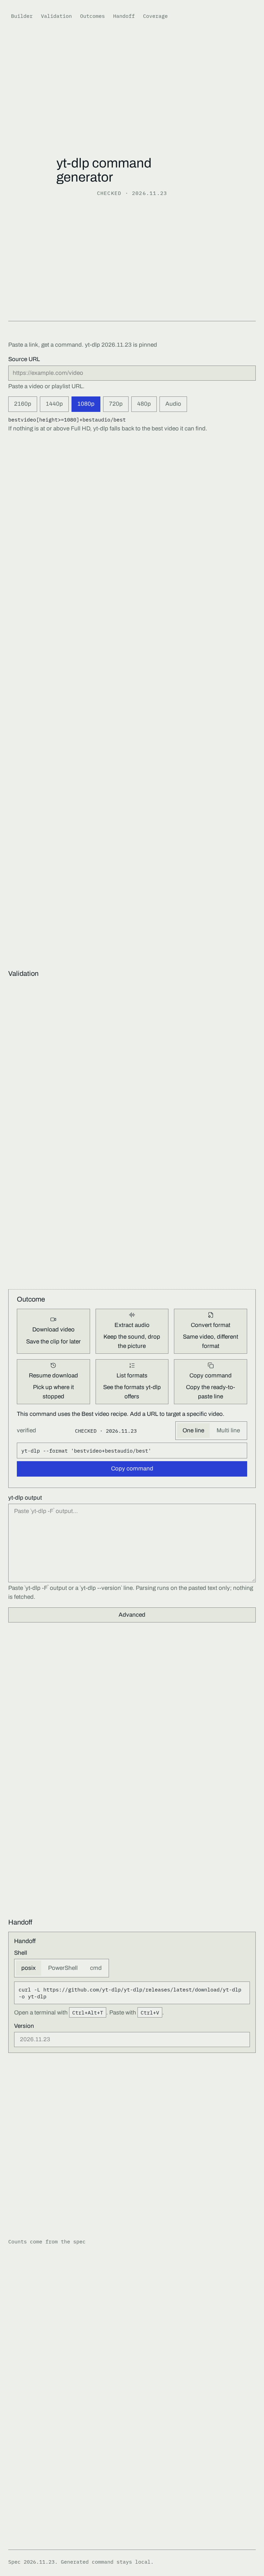 Builder Validation Outcomes Handoff Coverage
yt-dlp command
generator
CHECKED · 2026.11.23
Paste a link, get a command. yt-dlp 2026.11.23 is pinned
Source URL
https://example.com/video
Paste a video or playlist URL.
2160p 1440p 1080p 720p 480p Audio
bestvideo[height>=1080]+bestaudio/best
If nothing is at or above Full HD, yt-dlp falls back to the best video it can find.
Validation
Outcome
Download video
Save the clip for later
Extract audio
Keep the sound, drop
the picture
Convert format
Same video, different
format
Resume download
Pick up where it
stopped
List formats
See the formats yt-dlp
offers
Copy command
Copy the ready-to-
paste line
This command uses the Best video recipe. Add a URL to target a specific video.
verified CHECKED · 2026.11.23 One line Multi line
yt-dlp --format 'bestvideo+bestaudio/best'
Copy command
yt-dlp output
Paste `yt-dlp -F` output...
Paste `yt-dlp -F` output or a `yt-dlp --version` line. Parsing runs on the pasted text only; nothing
is fetched.
Advanced
Handoff
Handoff
Shell
posix PowerShell cmd
curl -L https://github.com/yt-dlp/yt-dlp/releases/latest/download/yt-dlp
-o yt-dlp
Open a terminal with Ctrl+Alt+T Paste with Ctrl+V
Version
2026.11.23
Counts come from the spec
Spec 2026.11.23. Generated command stays local.